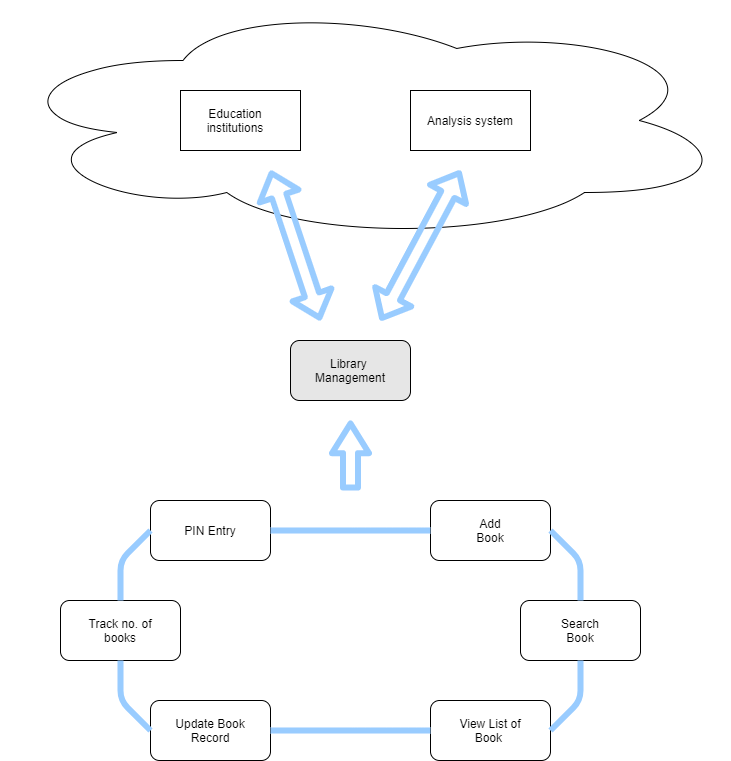 Education
institutions
Analysis system
Library
Management
PIN Entry
Add
Book
Track no. of
books
Search
Book
Update Book
Record
View List of
Book